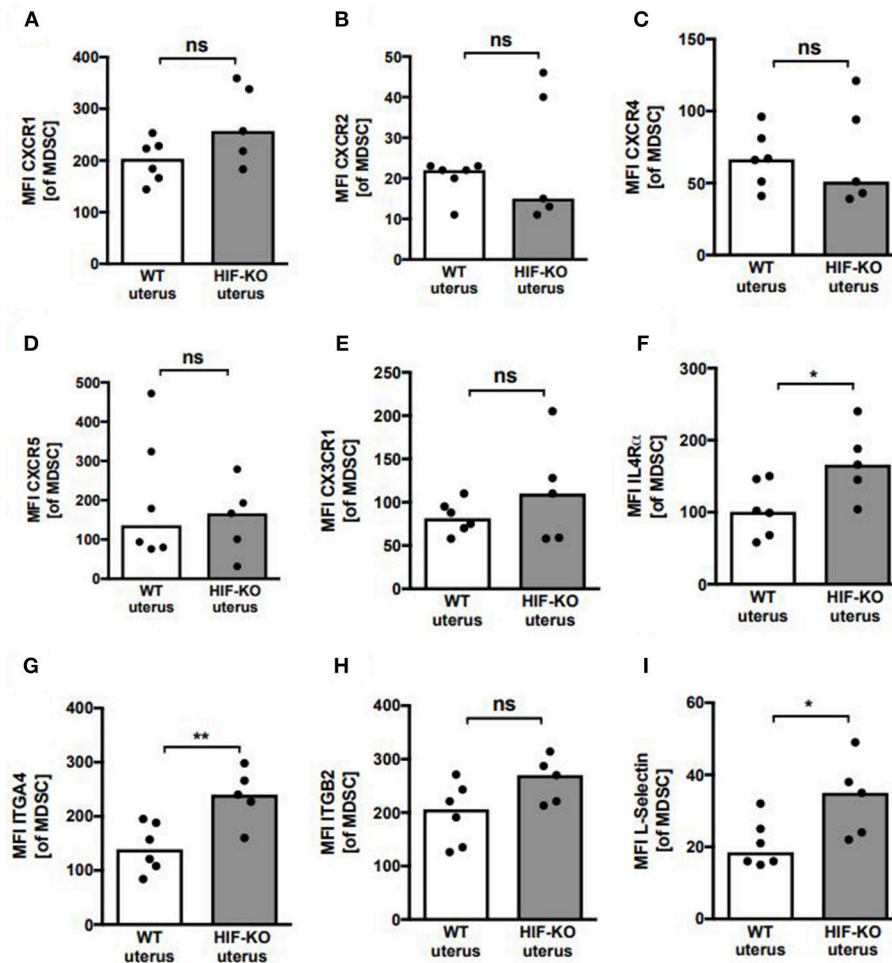 A
MFI CXCR1
[of MDSC]
400
300
200
100
0
ns
WT
uterus
HIF-KO
uterus
B
MFI CXCR2
[of MDSC]
50
40
30
20
10
0
ns
WT
uterus
HIF-KO
uterus
C
MFI CXCR4
[of MDSC]
150
100
50
0
ns
WT
uterus
HIF-KO
uterus
D
MFI CXCR5
[of MDSC]
500
400
300
200
100
0
ns
WT
uterus
HIF-KO
uterus
E
MFI CX3CR1
[of MDSC]
250
200
150
100
50
0
ns
WT
uterus
HIF-KO
uterus
F
MFI IL4Rα
[of MDSC]
300
200
100
0
*
WT
uterus
HIF-KO
uterus
G
MFI ITGA4
[of MDSC]
400
300
200
100
0
**
WT
uterus
HIF-KO
uterus
H
MFI ITGB2
[of MDSC]
400
300
200
100
0
ns
WT
uterus
HIF-KO
uterus
I
MFI L-Selectin
[of MDSC]
60
40
20
0
*
WT
uterus
HIF-KO
uterus